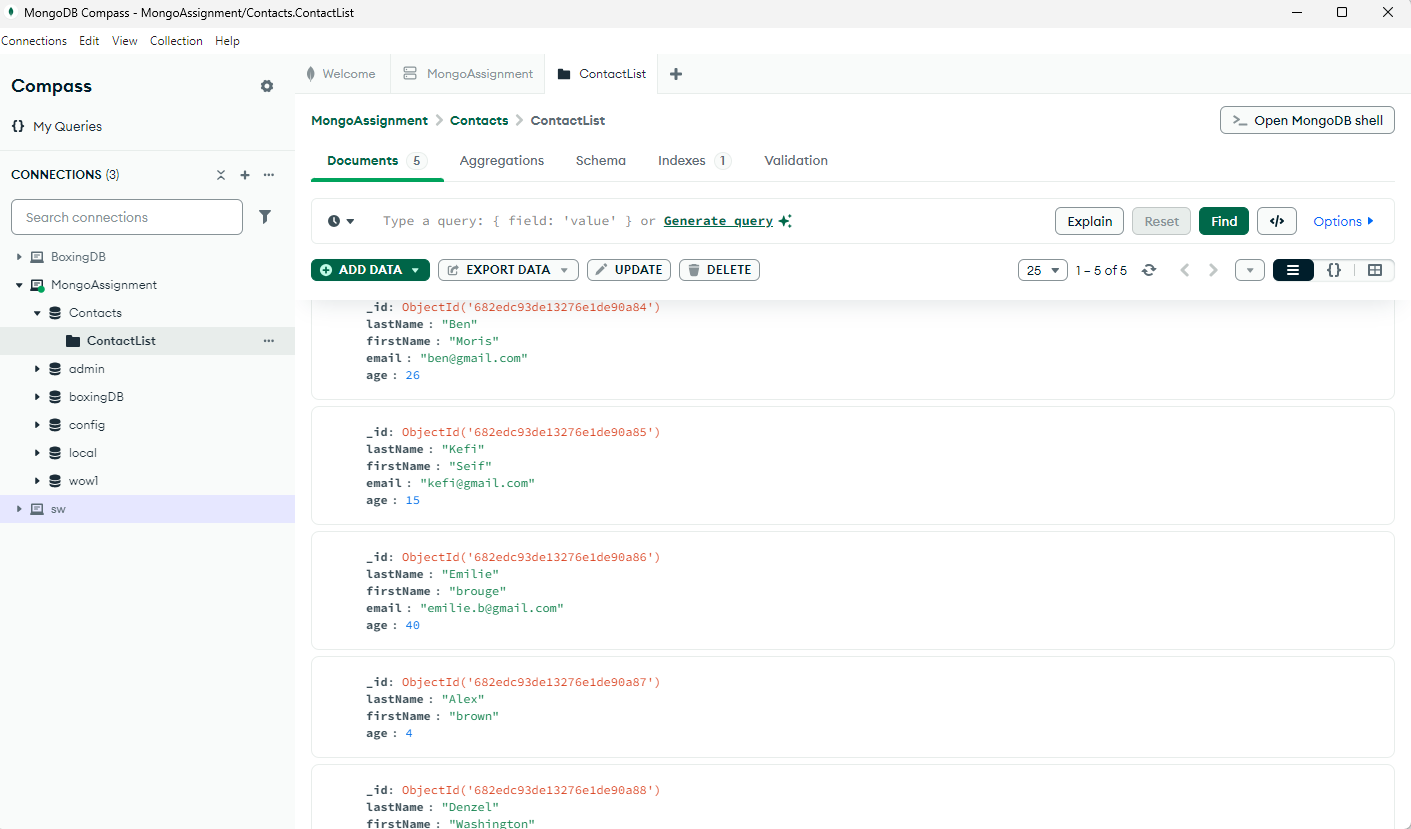 MongoDB Compass - MongoAssignment/Contacts.ContactList
Connections Edit View Collection Help
Compass
My Queries
CONNECTIONS (3)
Search connections
BoxingDB
MongoAssignment
Contacts
ContactList
admin
boxingDB
config
local
wow1
sw
Welcome
MongoAssignment
ContactList
MongoAssignment > Contacts > ContactList
>_ Open MongoDB shell
Documents 5 Aggregations Schema Indexes 1 Validation
Type a query: { field: 'value' } or Generate query
Explain Reset Find </> Options
ADD DATA EXPORT DATA UPDATE DELETE
25 1 – 5 of 5 {}
_id: ObjectId('682edc93de13276e1de90a84')
lastName : "Ben"
firstName : "Moris"
email : "ben@gmail.com"
age : 26
_id: ObjectId('682edc93de13276e1de90a85')
lastName : "Kefi"
firstName : "Seif"
email : "kefi@gmail.com"
age : 15
_id: ObjectId('682edc93de13276e1de90a86')
lastName : "Emilie"
firstName : "brouge"
email : "emilie.b@gmail.com"
age : 40
_id: ObjectId('682edc93de13276e1de90a87')
lastName : "Alex"
firstName : "brown"
age : 4
_id: ObjectId('682edc93de13276e1de90a88')
lastName : "Denzel"
firstName : "Washington"